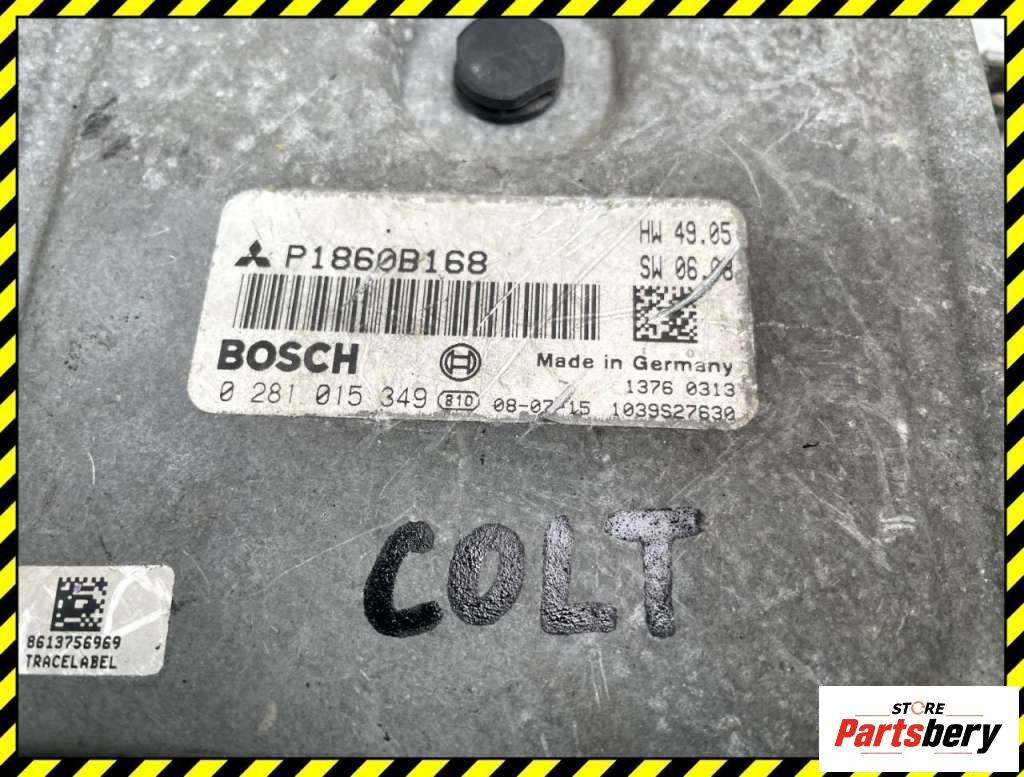 P1860B168
HW 49.05
SW 06.08
BOSCH
Made in Germany
1376 0313
0 281 015 349 810 08-07-15 1039S27630
COLT
8613756969
TRACELABEL
STORE
Partsbery